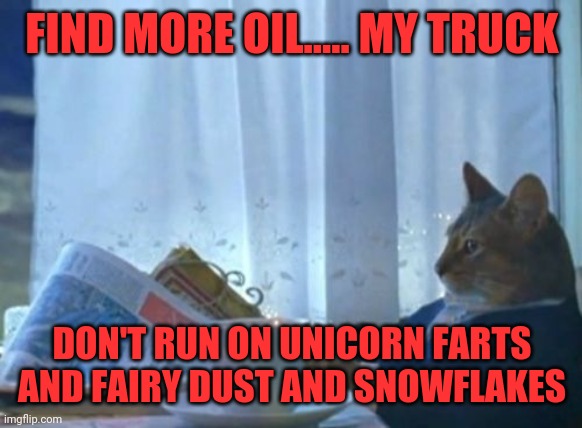 FIND MORE OIL..... MY TRUCK
DON'T RUN ON UNICORN FARTS
AND FAIRY DUST AND SNOWFLAKES
imgflip.com